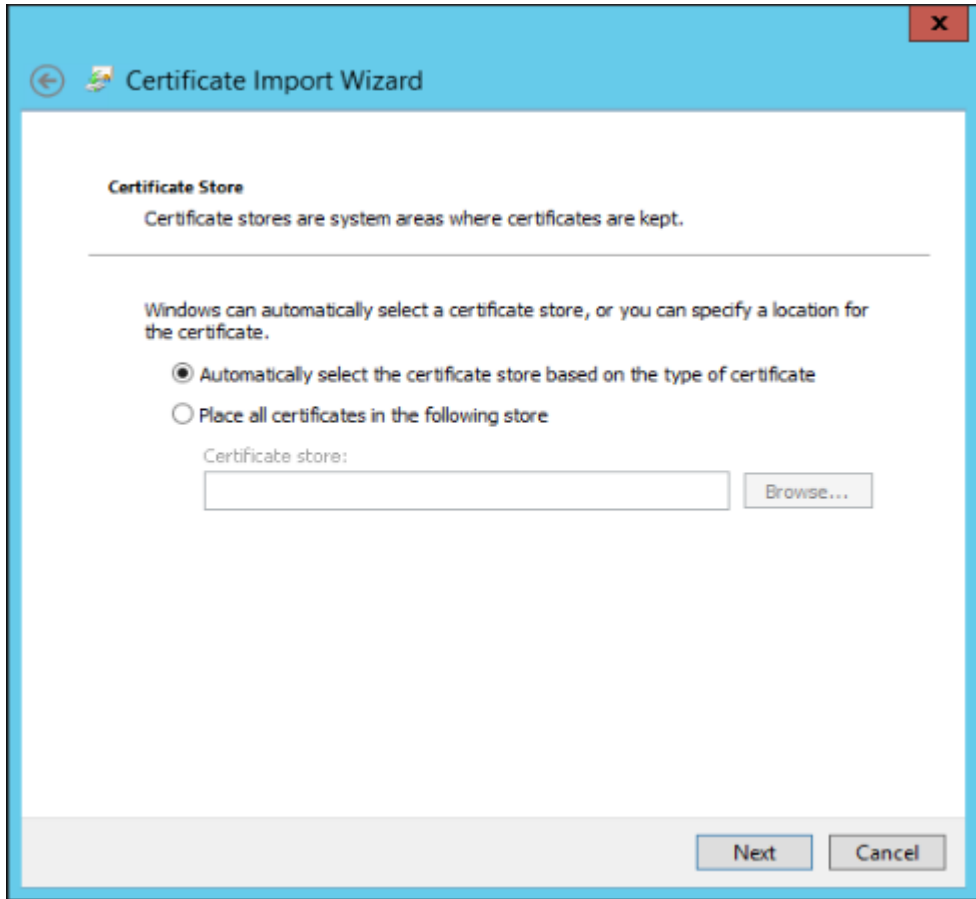 x
Certificate Import Wizard
Certificate Store
Certificate stores are system areas where certificates are kept.
Windows can automatically select a certificate store, or you can specify a location for
the certificate.
Automatically select the certificate store based on the type of certificate
Place all certificates in the following store
Certificate store:
Browse...
Next Cancel